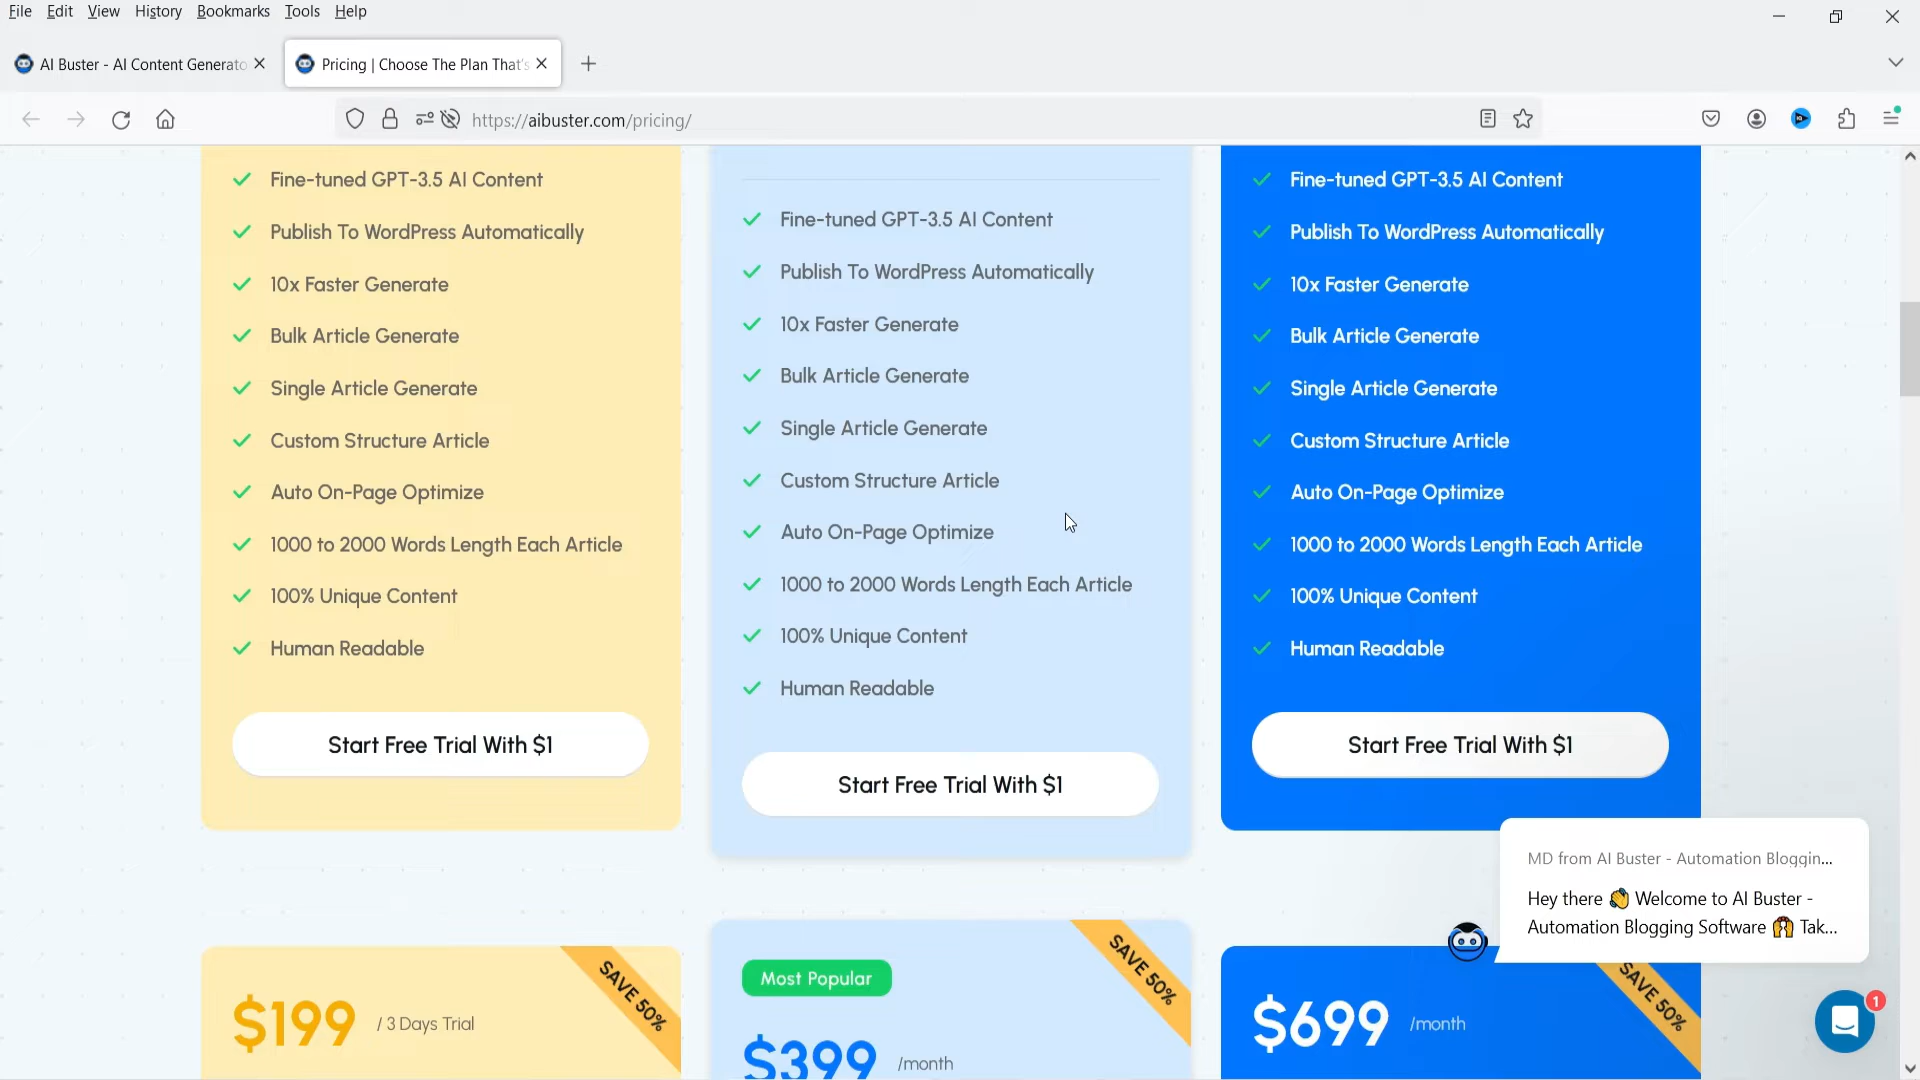 File Edit View History Bookmarks Tools Help
AI Buster - AI Content Generato
Pricing | Choose The Plan That's
https://aibuster.com/pricing/
Fine-tuned GPT-3.5 AI Content
Publish To WordPress Automatically
10x Faster Generate
Bulk Article Generate
Single Article Generate
Custom Structure Article
Auto On-Page Optimize
1000 to 2000 Words Length Each Article
100% Unique Content
Human Readable
Start Free Trial With $1
Fine-tuned GPT-3.5 AI Content
Publish To WordPress Automatically
10x Faster Generate
Bulk Article Generate
Single Article Generate
Custom Structure Article
Auto On-Page Optimize
1000 to 2000 Words Length Each Article
100% Unique Content
Human Readable
Start Free Trial With $1
Fine-tuned GPT-3.5 AI Content
Publish To WordPress Automatically
10x Faster Generate
Bulk Article Generate
Single Article Generate
Custom Structure Article
Auto On-Page Optimize
1000 to 2000 Words Length Each Article
100% Unique Content
Human Readable
Start Free Trial With $1
SAVE 50%
$199 / 3 Days Trial
SAVE 50%
Most Popular
$399 /month
SAVE 50%
$699 /month
MD from AI Buster - Automation Bloggin...
Hey there 👋 Welcome to AI Buster -
Automation Blogging Software 🙌 Tak...
1